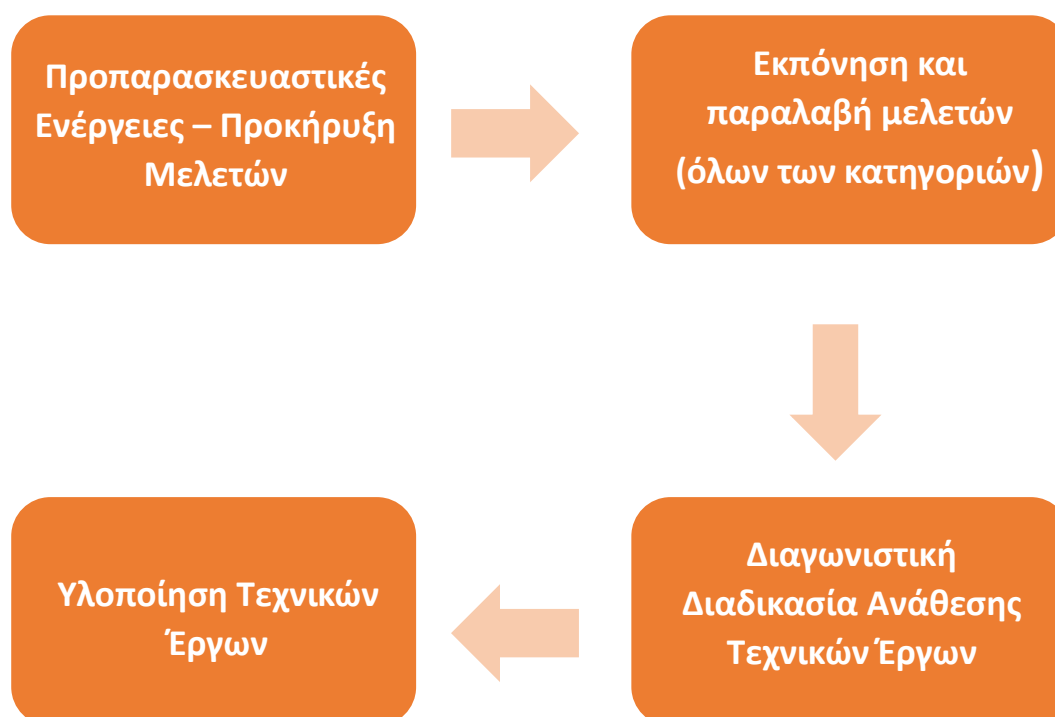 Προπαρασκευαστικές
Ενέργειες – Προκήρυξη
Μελετών
Εκπόνηση και
παραλαβή μελετών
(όλων των κατηγοριών)
Διαγωνιστική
Διαδικασία Ανάθεσης
Τεχνικών Έργων
Υλοποίηση Τεχνικών
Έργων